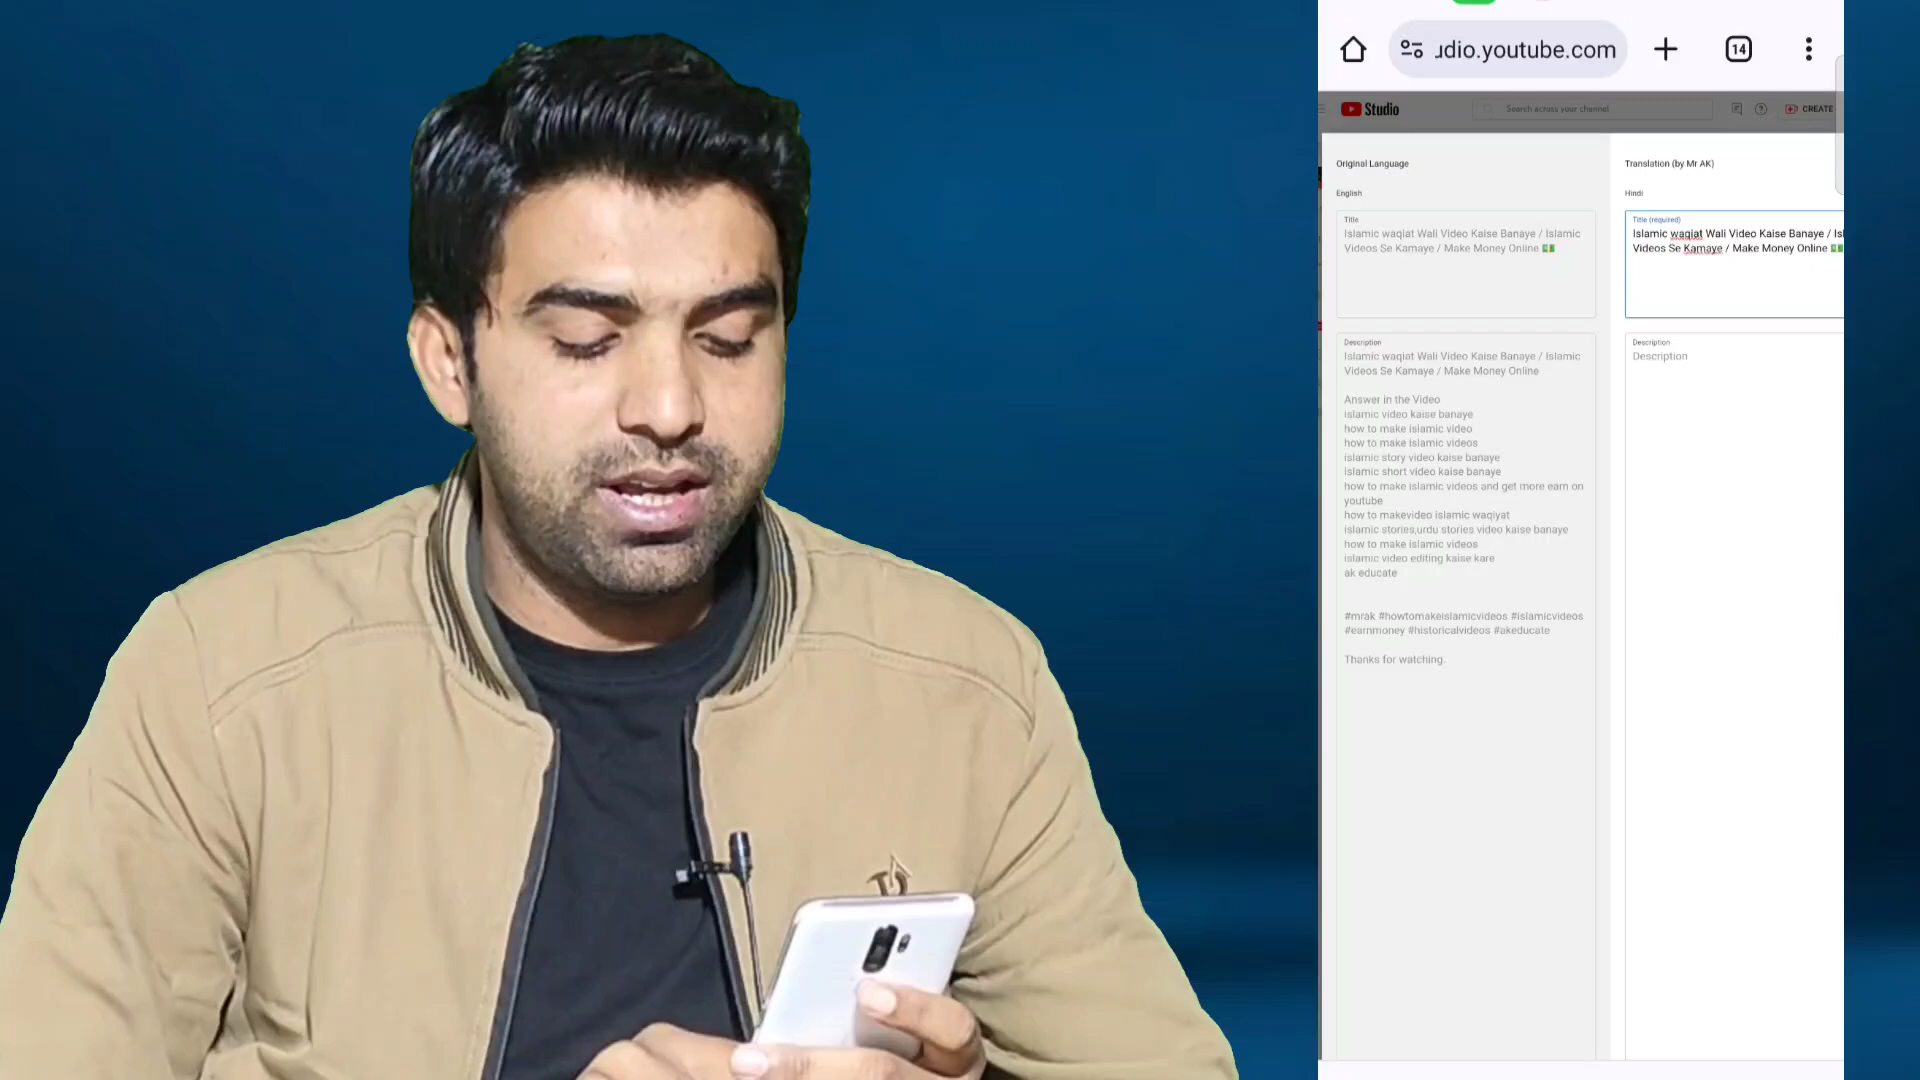 udio.youtube.com
14
Studio
Search across your channel
CREATE
Original Language
English
Title
Islamic waqiat Wali Video Kaise Banaye / Islamic
Videos Se Kamaye / Make Money Online 💵
Description
Islamic waqiat Wali Video Kaise Banaye / Islamic
Videos Se Kamaye / Make Money Online
Answer in the Video
islamic video kaise banaye
how to make islamic video
how to make islamic videos
islamic story video kaise banaye
islamic short video kaise banaye
how to make islamic videos and get more earn on
youtube
how to makevideo islamic waqiyat
islamic stories,urdu stories video kaise banaye
how to make islamic videos
islamic video editing kaise kare
ak educate
#mrak #howtomakeislamicvideos #islamicvideos
#earnmoney #historicalvideos #akeducate
Thanks for watching.
Translation (by Mr AK)
Hindi
Title (required)
Islamic waqiat Wali Video Kaise Banaye / Isl
Videos Se Kamaye / Make Money Online 💵
Description
Description